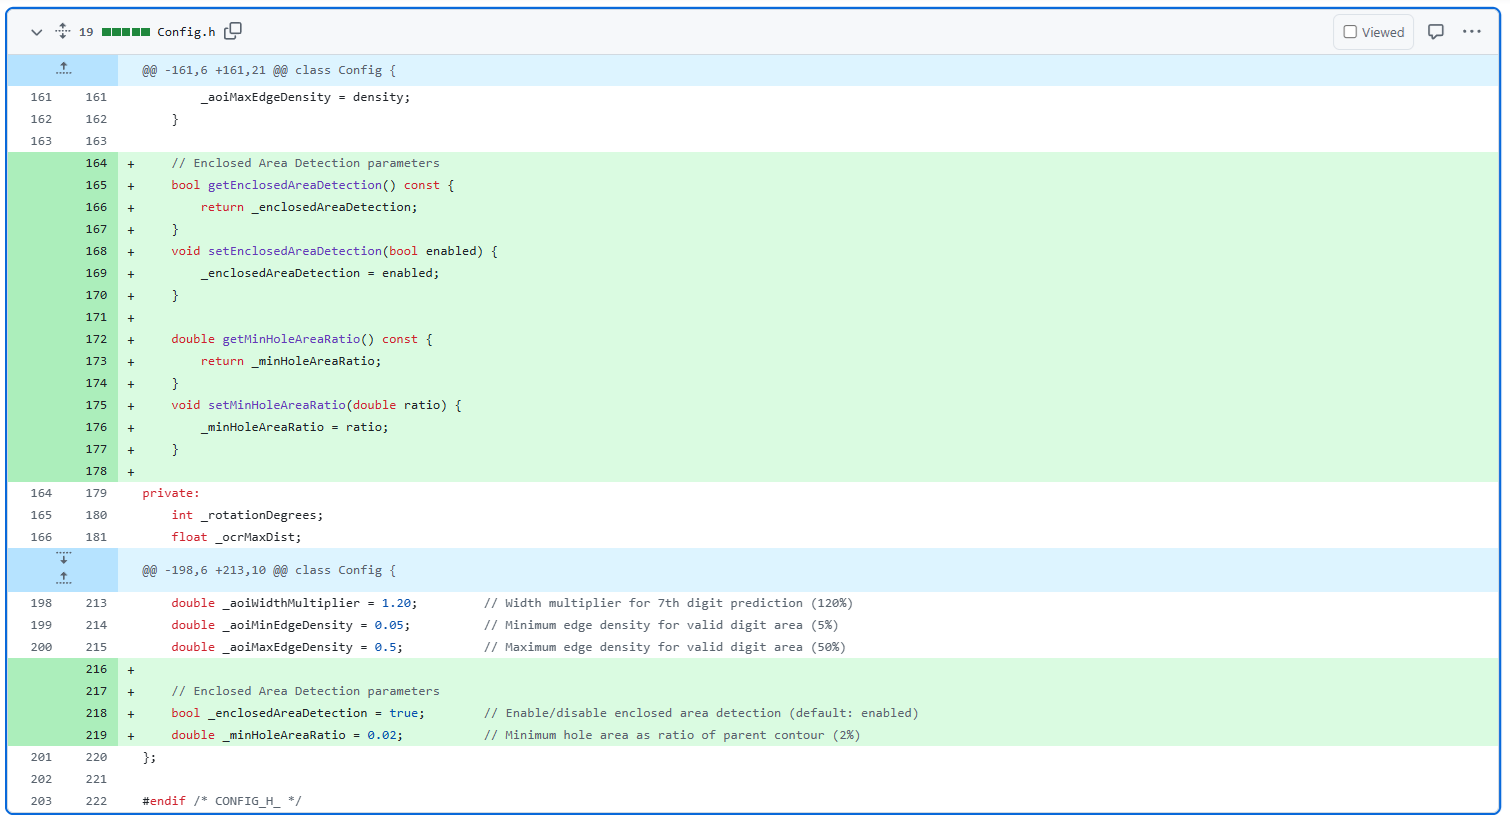 19 Config.h Viewed
@@ -161,6 +161,21 @@ class Config {
161 161 _aoiMaxEdgeDensity = density;
162 162 }
163 163
164 + // Enclosed Area Detection parameters
165 + bool getEnclosedAreaDetection() const {
166 + return _enclosedAreaDetection;
167 + }
168 + void setEnclosedAreaDetection(bool enabled) {
169 + _enclosedAreaDetection = enabled;
170 + }
171 +
172 + double getMinHoleAreaRatio() const {
173 + return _minHoleAreaRatio;
174 + }
175 + void setMinHoleAreaRatio(double ratio) {
176 + _minHoleAreaRatio = ratio;
177 + }
178 +
164 179 private:
165 180 int _rotationDegrees;
166 181 float _ocrMaxDist;
@@ -198,6 +213,10 @@ class Config {
198 213 double _aoiWidthMultiplier = 1.20; // Width multiplier for 7th digit prediction (120%)
199 214 double _aoiMinEdgeDensity = 0.05; // Minimum edge density for valid digit area (5%)
200 215 double _aoiMaxEdgeDensity = 0.5; // Maximum edge density for valid digit area (50%)
216 +
217 + // Enclosed Area Detection parameters
218 + bool _enclosedAreaDetection = true; // Enable/disable enclosed area detection (default: enabled)
219 + double _minHoleAreaRatio = 0.02; // Minimum hole area as ratio of parent contour (2%)
201 220 };
202 221
203 222 #endif /* CONFIG_H_ */